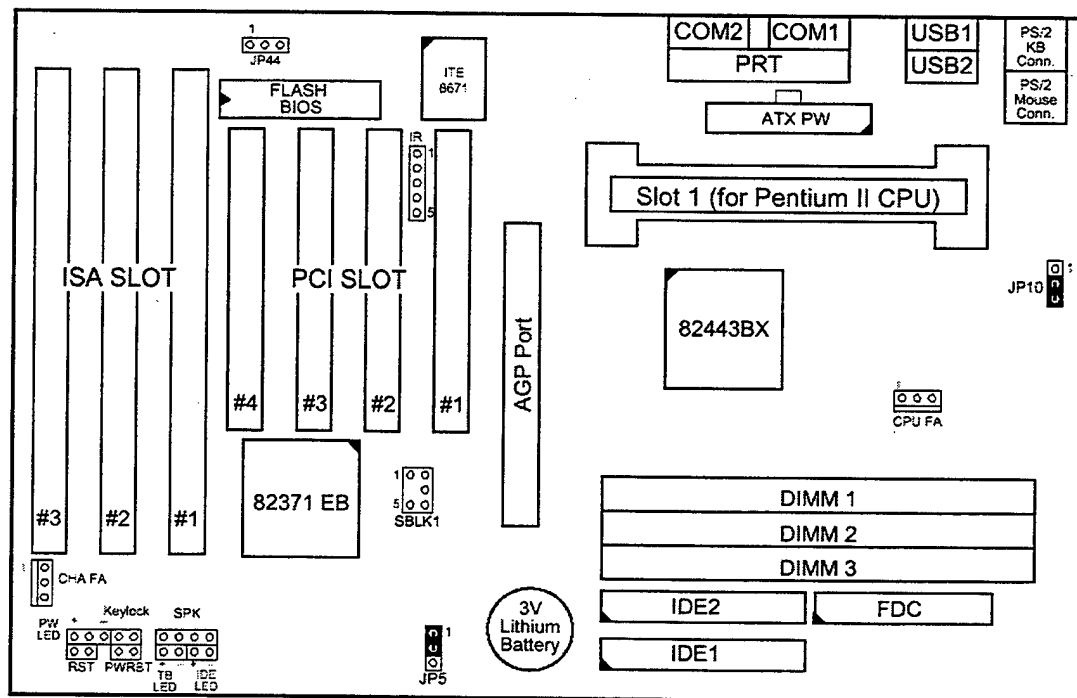 1
JP44
ITE
8671
COM2
COM1
PRT
USB1
USB2
PS/2
KB
Conn.
PS/2
Mouse
Conn.
FLASH
BIOS
ATX PW
IR
1
5
Slot 1 (for Pentium II CPU)
ISA SLOT
PCI SLOT
AGP Port
82443BX
JP10
CPU FA
#4
#3
#2
#1
82371 EB
1
5
SBLK1
#3
#2
#1
DIMM 1
DIMM 2
DIMM 3
CHA FA
PW
LED
+
Keylock
SPK
RST
PWRST
TB
LED
IDE
LED
1
JP5
3V
Lithium
Battery
IDE2
FDC
IDE1